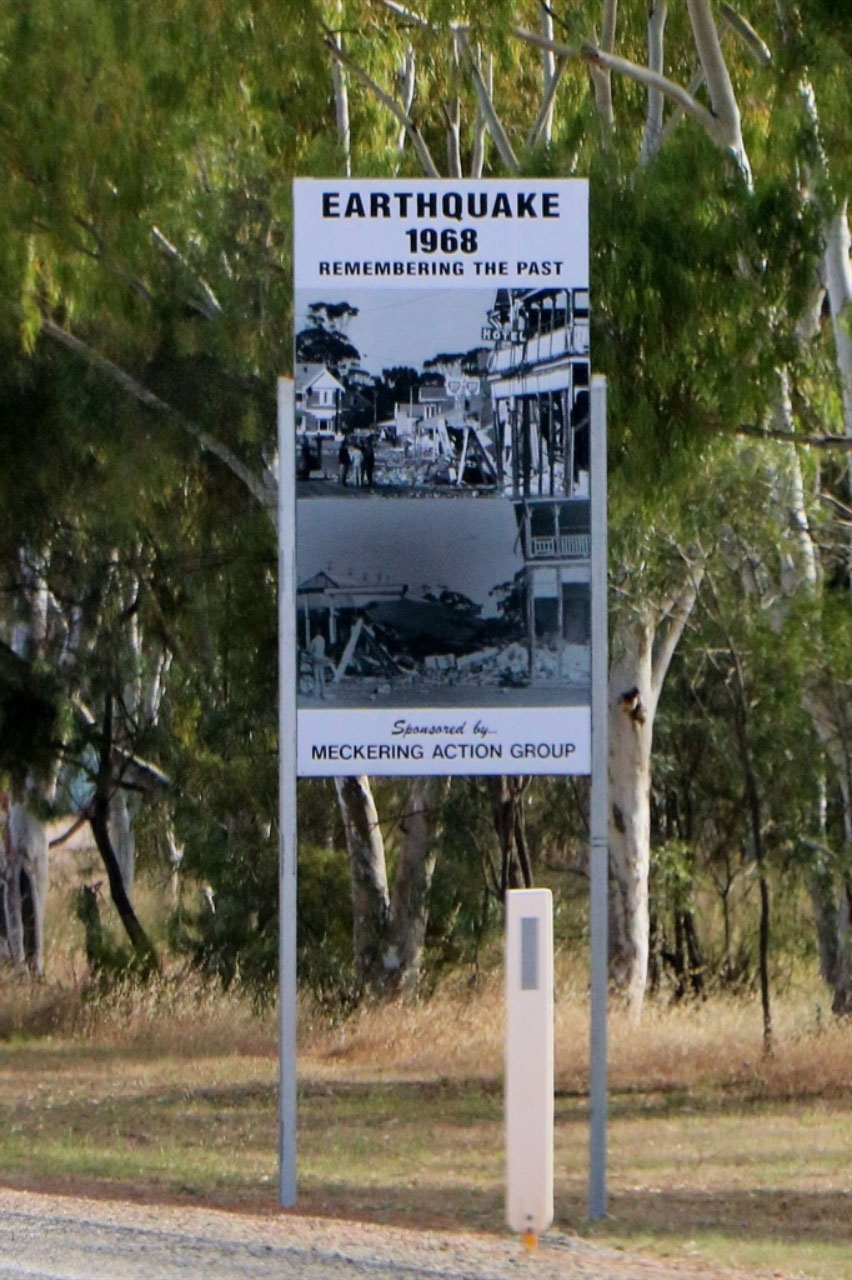 EARTHQUAKE
1968
REMEMBERING THE PAST
HOTEL
Sponsored by...
MECKERING ACTION GROUP